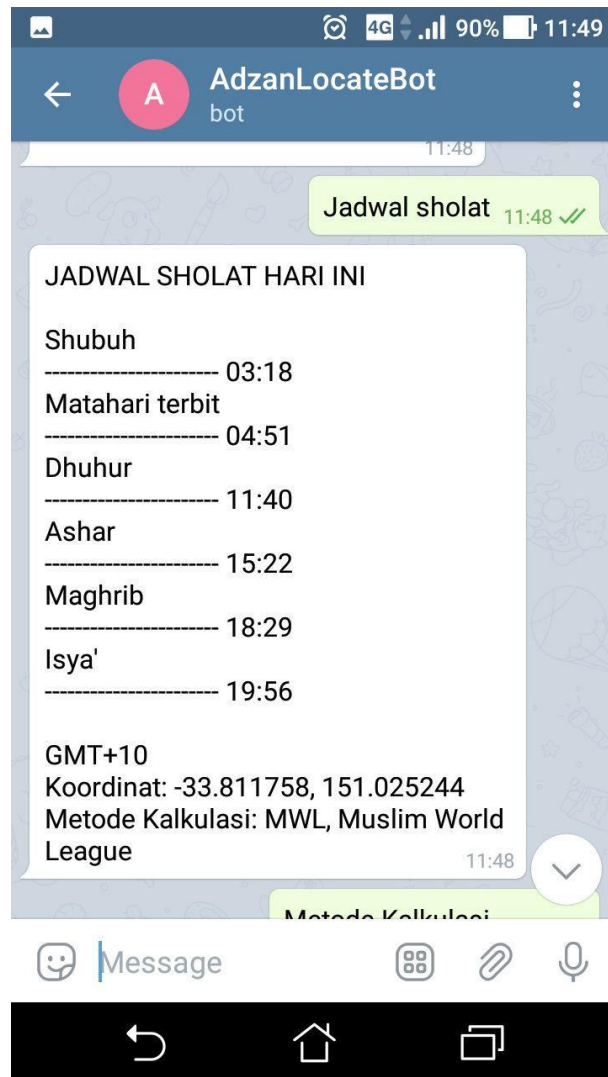 4G 90% 11:49
A AdzanLocateBot
bot
11:48
Jadwal sholat 11:48
JADWAL SHOLAT HARI INI
Shubuh
----------------------- 03:18
Matahari terbit
----------------------- 04:51
Dhuhur
----------------------- 11:40
Ashar
----------------------- 15:22
Maghrib
----------------------- 18:29
Isya'
----------------------- 19:56
GMT+10
Koordinat: -33.811758, 151.025244
Metode Kalkulasi: MWL, Muslim World
League 11:48
Metode Kalkulasi
Message